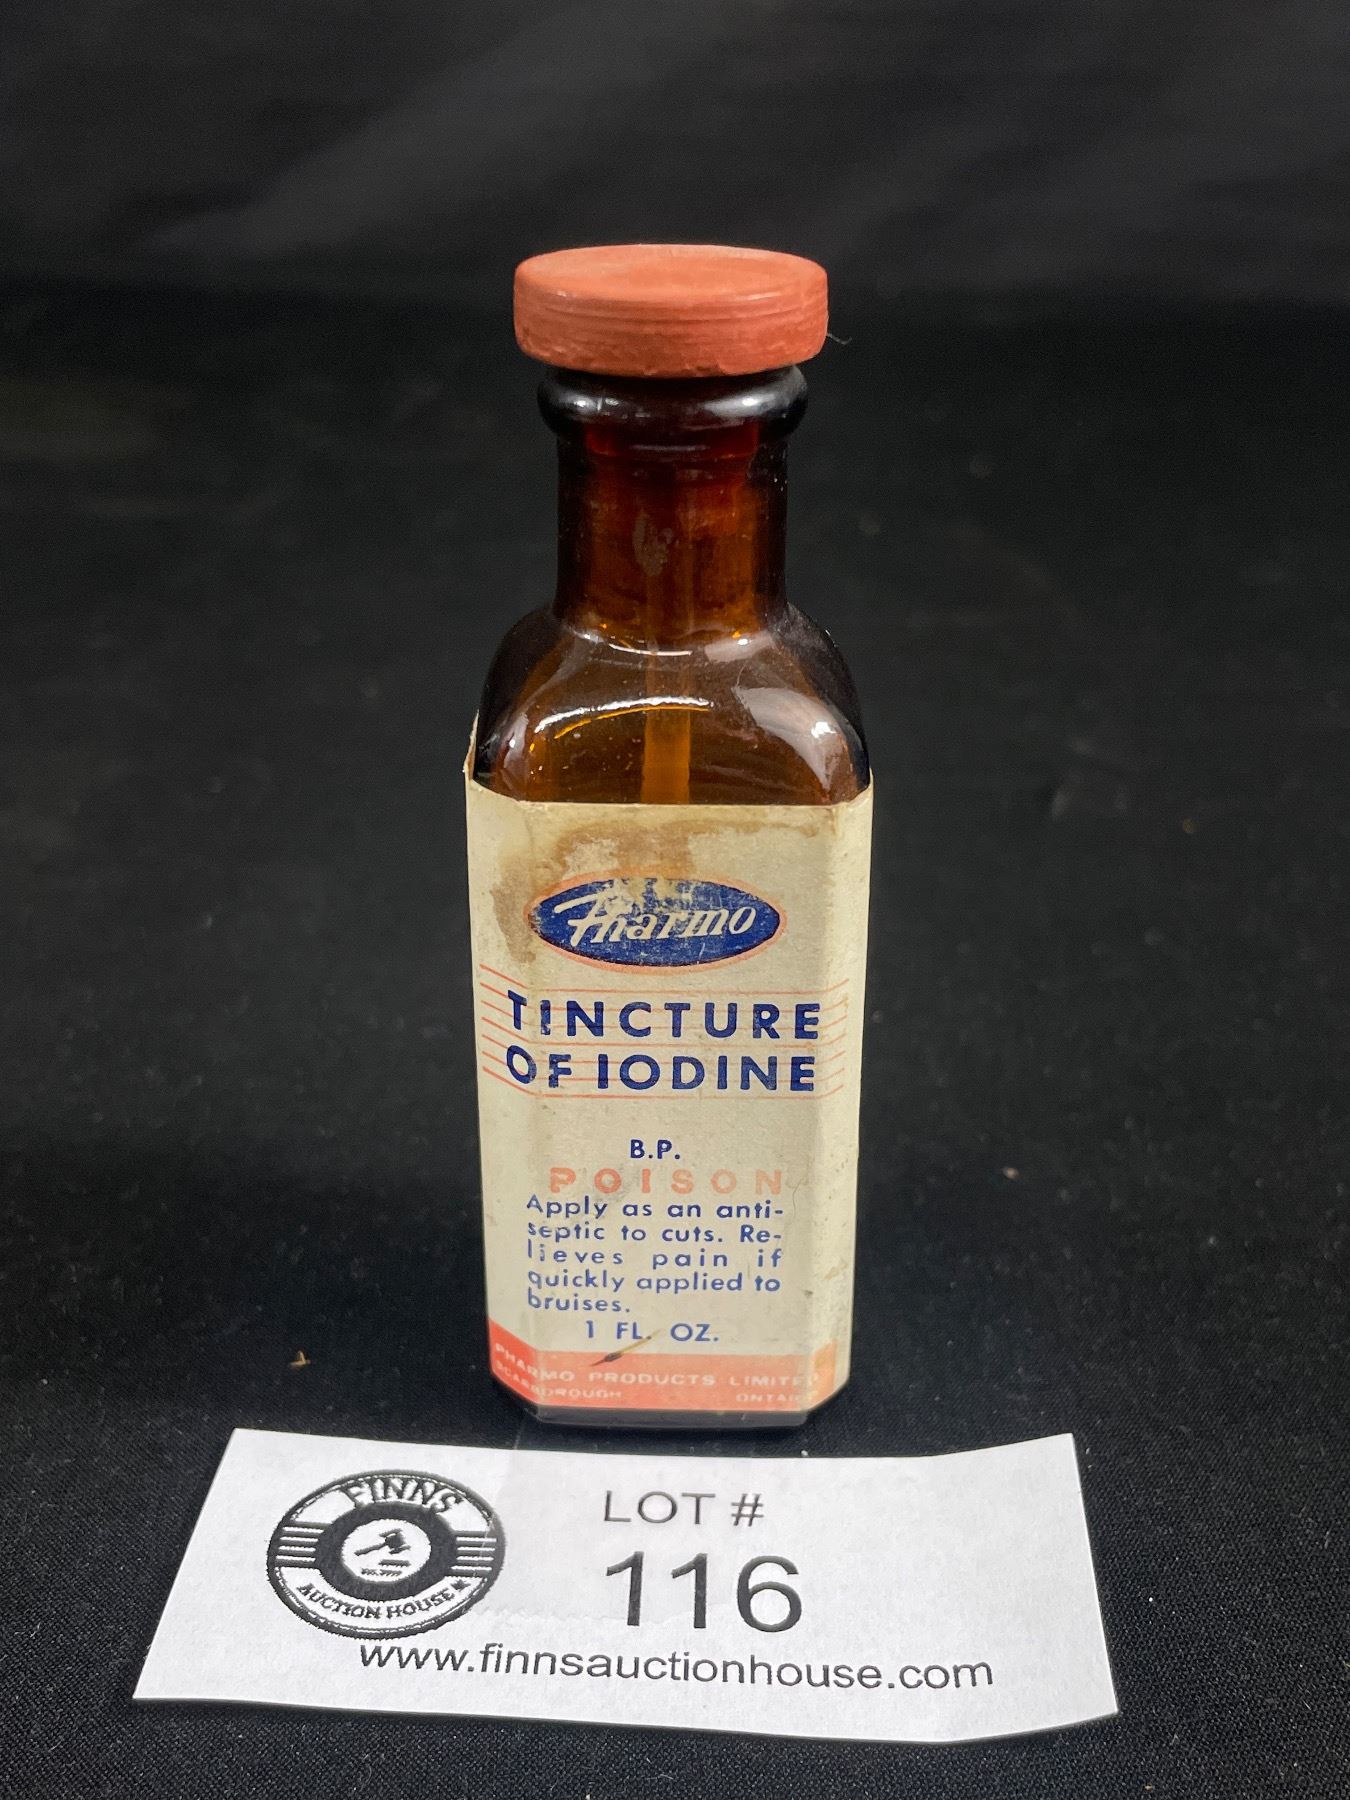 Pharmo
TINCTURE
OF IODINE
B.P.
POISON
Apply as an anti-
septic to cuts. Re-
lieves pain if
quickly applied to
bruises.
1 FL. OZ.
PHARMO PRODUCTS LIMITED
SCARBOROUGH ONTARIO
FINNS
AUCTION HOUSE
LOT #
116
www.finnsauctionhouse.com